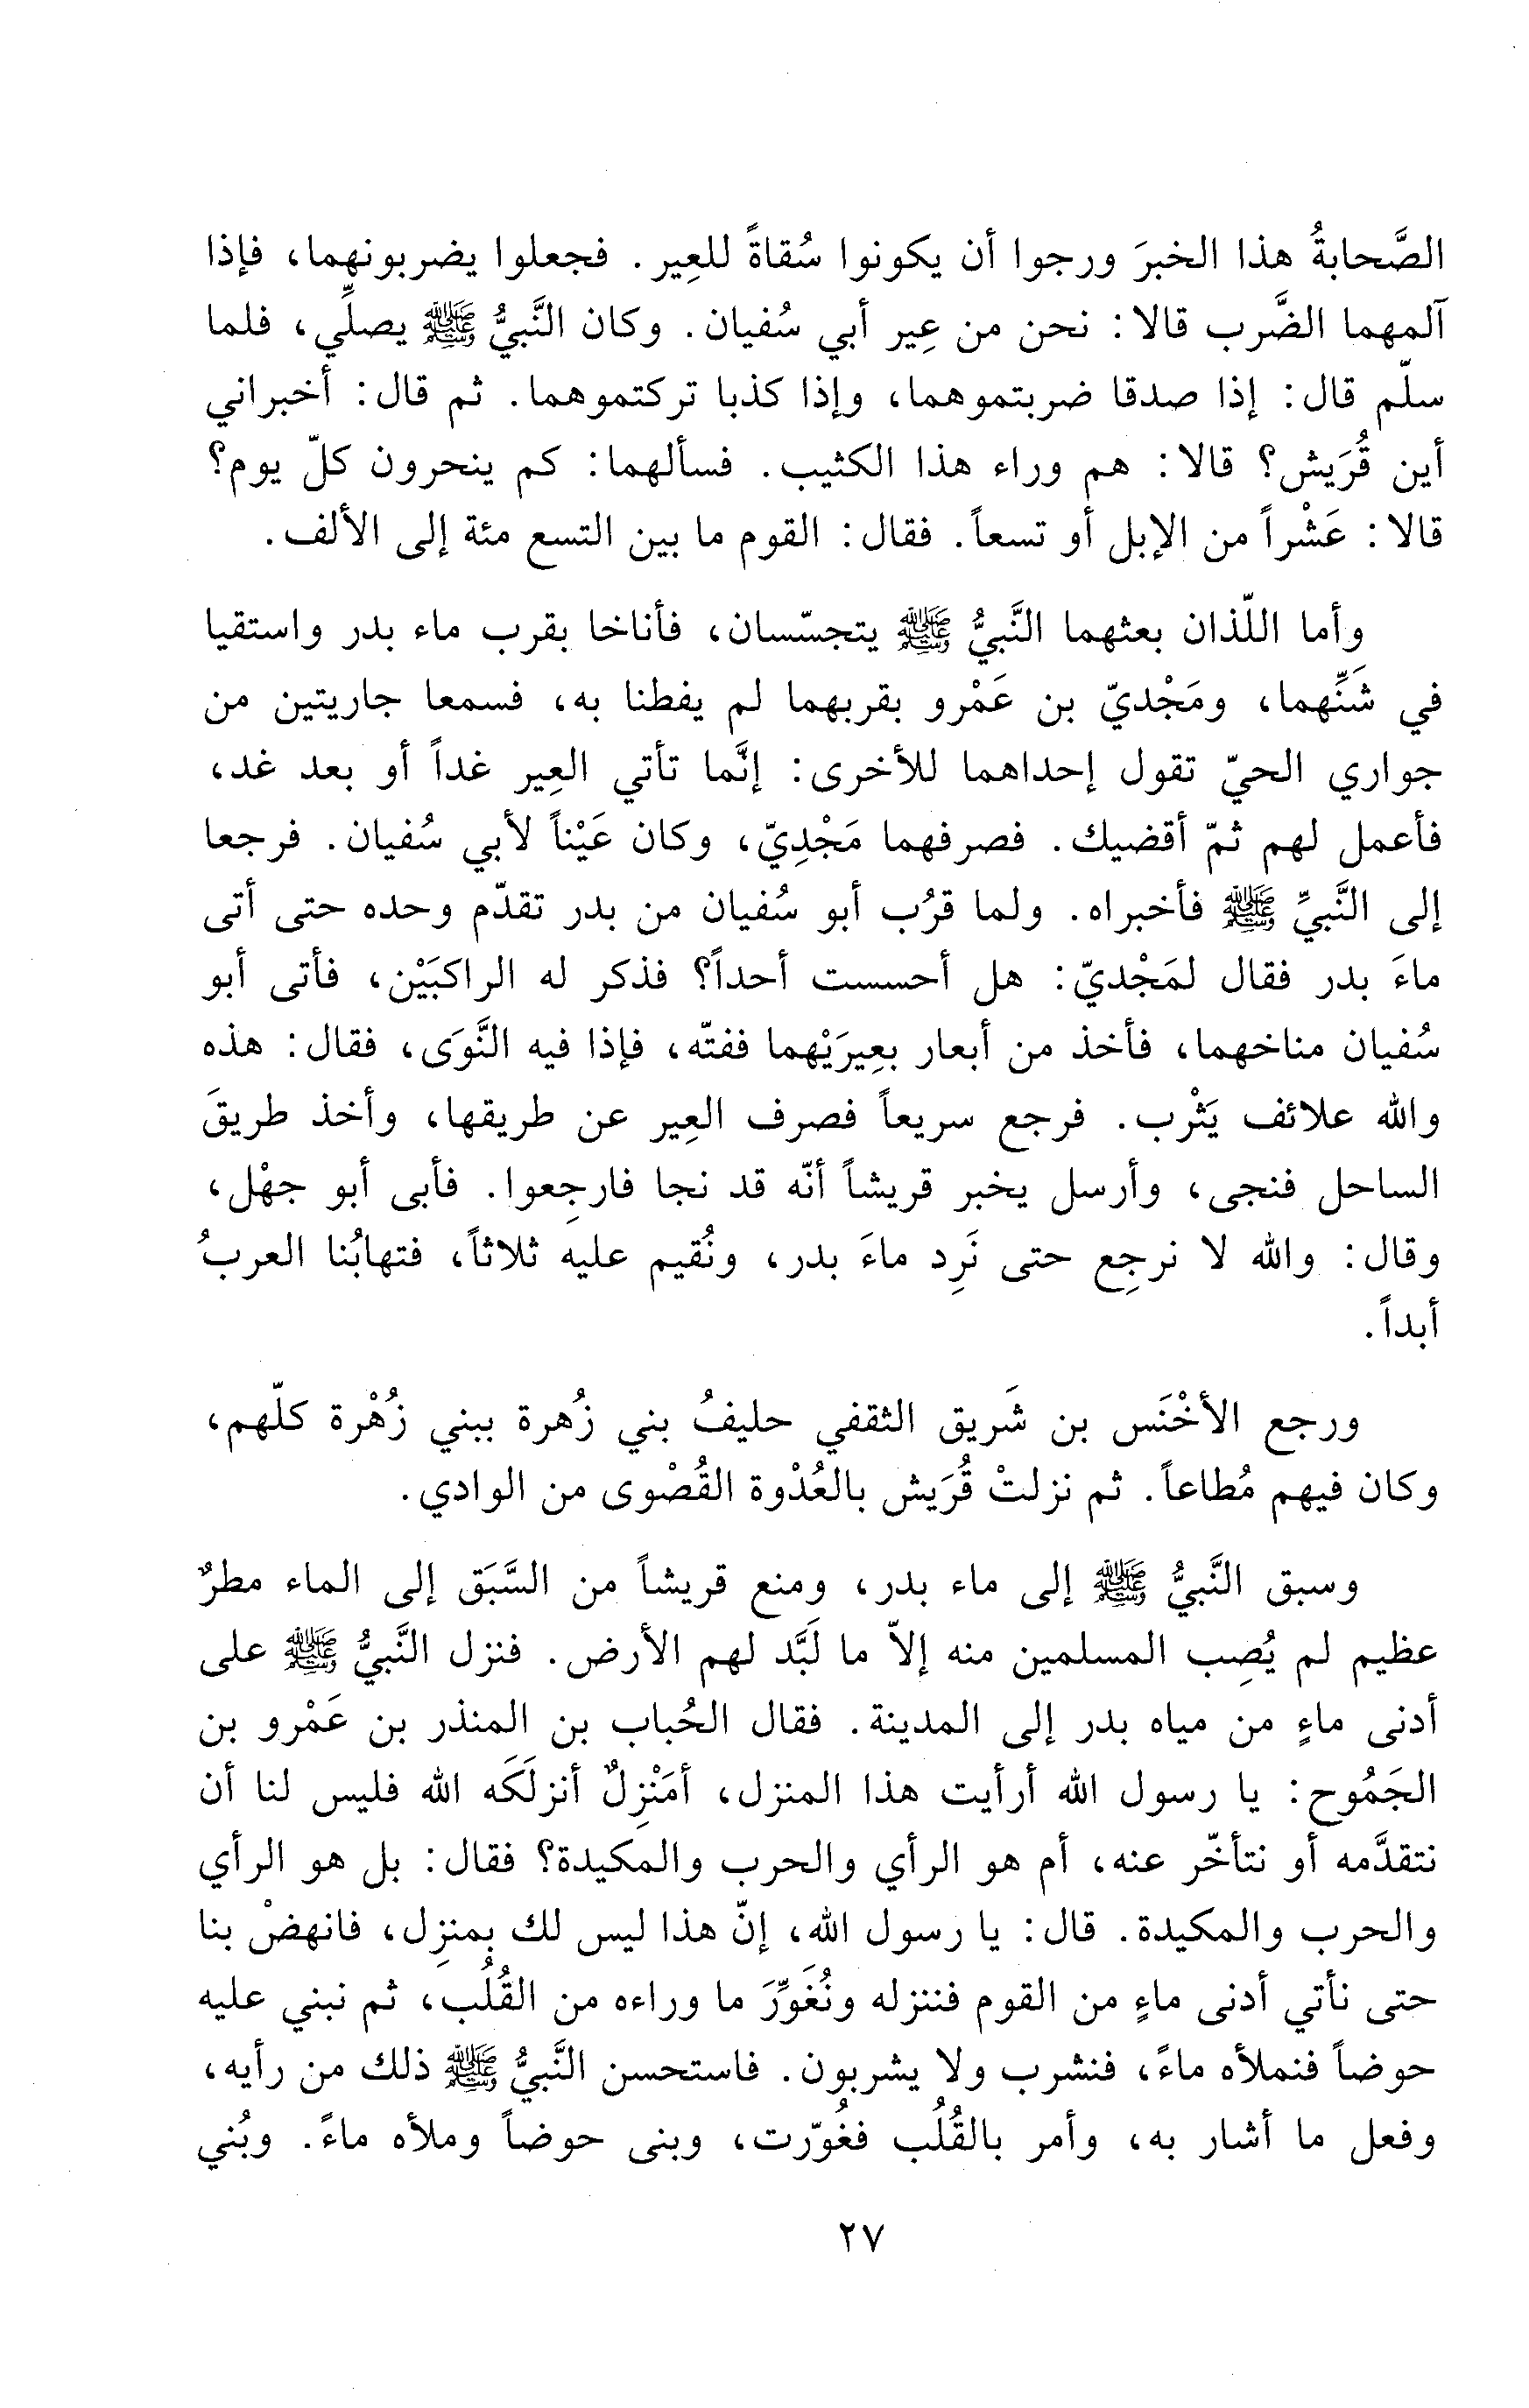 الصَّحابةُ هذا الخبرَ ورجوا أن يكونوا سُقاةً للعِير. فجعلوا يضربونهما، فإذا
آلمهما الضَّرب قالا: نحن من عِير أبي سُفيان. وكان النَّبيُّ ﷺ يصلِّي، فلما
سلّم قال: إذا صدقا ضربتموهما، وإذا كذبا تركتموهما. ثم قال: أخبراني
أين قُرَيش؟ قالا: هم وراء هذا الكثيب. فسألهما: كم ينحرون كلّ يوم؟
قالا: عَشْراً من الإبل أو تسعاً. فقال: القوم ما بين التسع مئة إلى الألف.
وأما اللّذان بعثهما النَّبيُّ ﷺ يتجسّسان، فأناخا بقرب ماء بدر واستقيا
في شَنِّهما، ومَجْديّ بن عَمْرو بقربهما لم يفطنا به، فسمعا جاريتين من
جواري الحيّ تقول إحداهما للأخرى: إنَّما تأتي العِير غداً أو بعد غد،
فأعمل لهم ثمّ أقضيك. فصرفهما مَجْدِيّ، وكان عَيْناً لأبي سُفيان. فرجعا
إلى النَّبيِّ ﷺ فأخبراه. ولما قرُب أبو سُفيان من بدر تقدّم وحده حتى أتى
ماءَ بدر فقال لمَجْديّ: هل أحسست أحداً؟ فذكر له الراكبَيْن، فأتى أبو
سُفيان مناخهما، فأخذ من أبعار بعِيرَيْهما ففتّه، فإذا فيه النَّوَى، فقال: هذه
والله علائف يَثْرب. فرجع سريعاً فصرف العِير عن طريقها، وأخذ طريقَ
الساحل فنجى، وأرسل يخبر قريشاً أنّه قد نجا فارجِعوا. فأبى أبو جهْل،
وقال: والله لا نرجِع حتى نَرِد ماءَ بدر، ونُقيم عليه ثلاثاً، فتهابُنا العربُ
أبداً.
ورجع الأخْنَس بن شَريق الثقفي حليفُ بني زُهرة ببني زُهْرة كلّهم،
وكان فيهم مُطاعاً. ثم نزلتْ قُرَيش بالعُدْوة القُصْوى من الوادي.
وسبق النَّبيُّ ﷺ إلى ماء بدر، ومنع قريشاً من السَّبَق إلى الماء مطرٌ
عظيم لم يُصِب المسلمين منه إلاّ ما لَبَّد لهم الأرض. فنزل النَّبيُّ ﷺ على
أدنى ماءٍ من مياه بدر إلى المدينة. فقال الحُباب بن المنذر بن عَمْرو بن
الجَمُوح: يا رسول الله أرأيت هذا المنزل، أمَنْزِلٌ أنزلَكَه الله فليس لنا أن
نتقدَّمه أو نتأخّر عنه، أم هو الرأي والحرب والمكيدة؟ فقال: بل هو الرأي
والحرب والمكيدة. قال: يا رسول الله، إنّ هذا ليس لك بمنزِل، فانهضْ بنا
حتى نأتي أدنى ماءٍ من القوم فننزله ونُغَوِّرَ ما وراءه من القُلُب، ثم نبني عليه
حوضاً فنملأه ماءً، فنشرب ولا يشربون. فاستحسن النَّبيُّ ﷺ ذلك من رأيه،
وفعل ما أشار به، وأمر بالقُلُب فغُوّرت، وبنى حوضاً وملأه ماءً. وبُني
٢٧